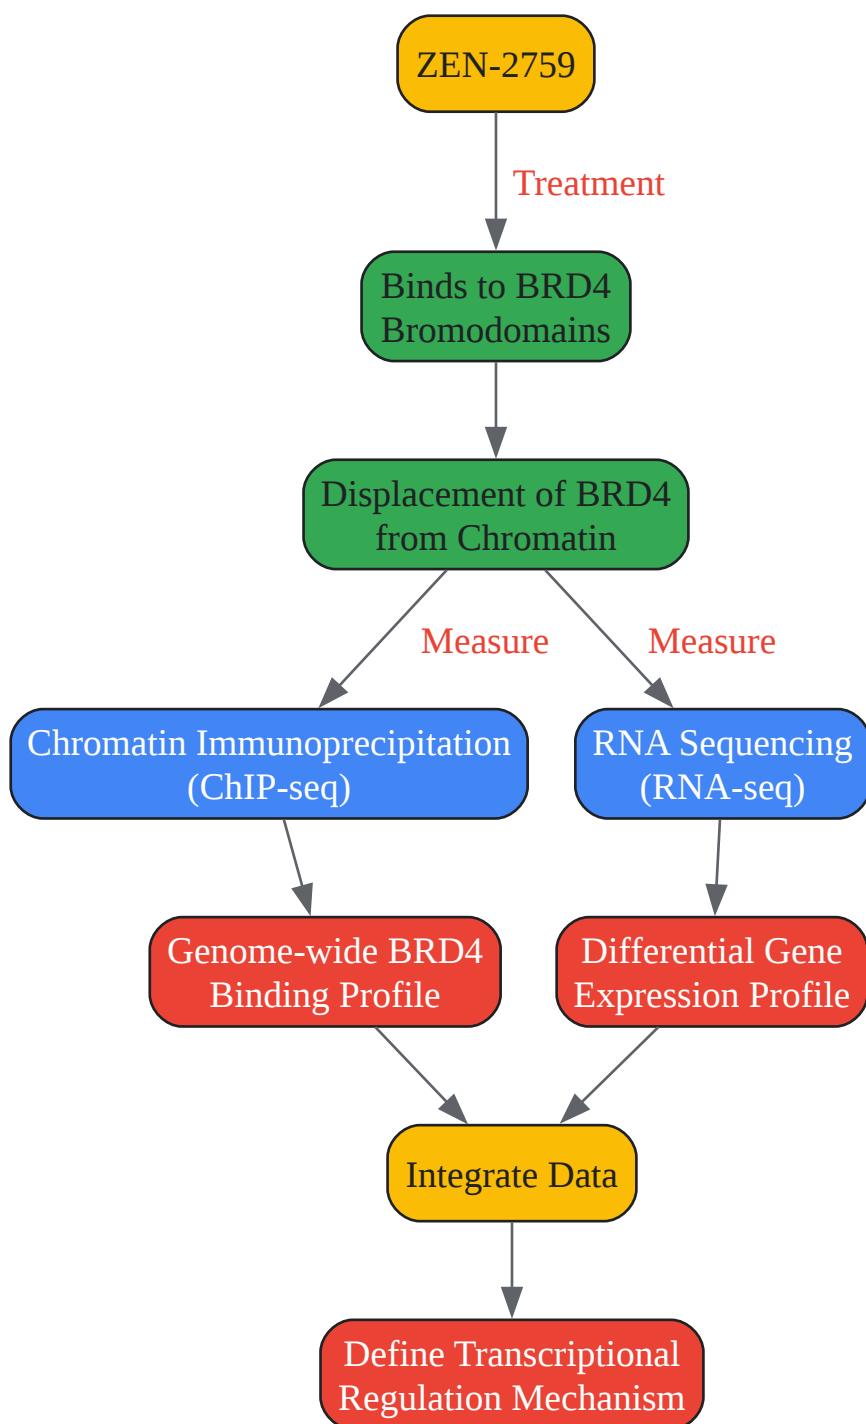 ZEN-2759
Treatment
Binds to BRD4
Bromodomains
Displacement of BRD4
from Chromatin
Measure
Measure
Chromatin Immunoprecipitation
(ChIP-seq)
RNA Sequencing
(RNA-seq)
Genome-wide BRD4
Binding Profile
Differential Gene
Expression Profile
Integrate Data
Define Transcriptional
Regulation Mechanism